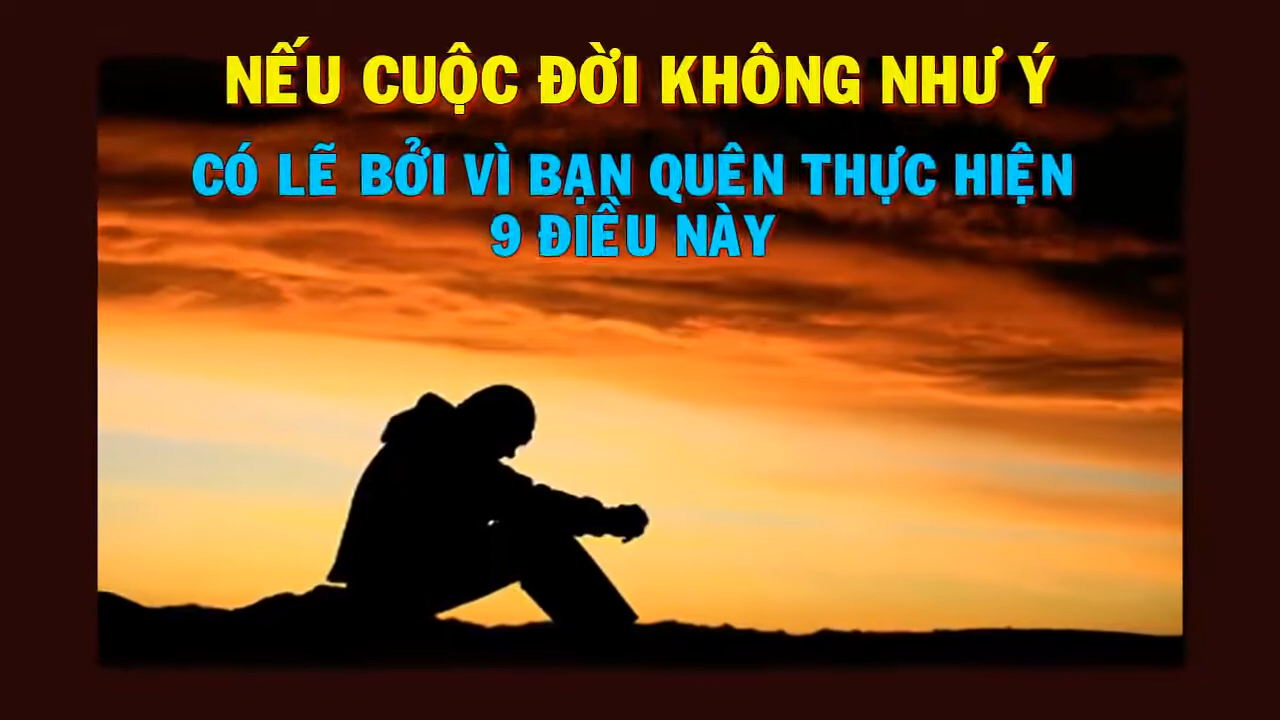 NẾU CUỘC ĐỜI KHÔNG NHƯ Ý
CÓ LẼ BỞI VÌ BẠN QUÊN THỰC HIỆN
9 ĐIỀU NÀY